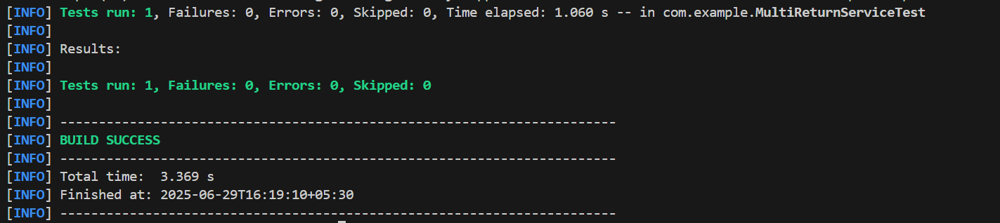 [INFO] Tests run: 1, Failures: 0, Errors: 0, Skipped: 0, Time elapsed: 1.060 s -- in com.example.MultiReturnServiceTest
[INFO]
[INFO] Results:
[INFO]
[INFO] Tests run: 1, Failures: 0, Errors: 0, Skipped: 0
[INFO]
[INFO] ------------------------------------------------------------------------
[INFO] BUILD SUCCESS
[INFO] ------------------------------------------------------------------------
[INFO] Total time:  3.369 s
[INFO] Finished at: 2025-06-29T16:19:10+05:30
[INFO] ------------------------------------------------------------------------